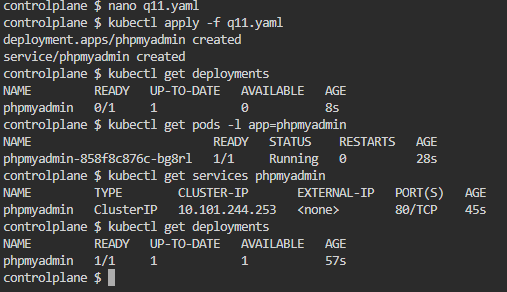 controlplane $ nano q11.yaml
controlplane $ kubectl apply -f q11.yaml
deployment.apps/phpmyadmin created
service/phpmyadmin created
controlplane $ kubectl get deployments
NAME         READY   UP-TO-DATE   AVAILABLE   AGE
phpmyadmin   0/1     1            0           8s
controlplane $ kubectl get pods -l app=phpmyadmin
NAME                          READY   STATUS    RESTARTS   AGE
phpmyadmin-858f8c876c-bg8rl   1/1     Running   0          28s
controlplane $ kubectl get services phpmyadmin
NAME         TYPE        CLUSTER-IP       EXTERNAL-IP   PORT(S)   AGE
phpmyadmin   ClusterIP   10.101.244.253   <none>        80/TCP    45s
controlplane $ kubectl get deployments
NAME         READY   UP-TO-DATE   AVAILABLE   AGE
phpmyadmin   1/1     1            1           57s
controlplane $